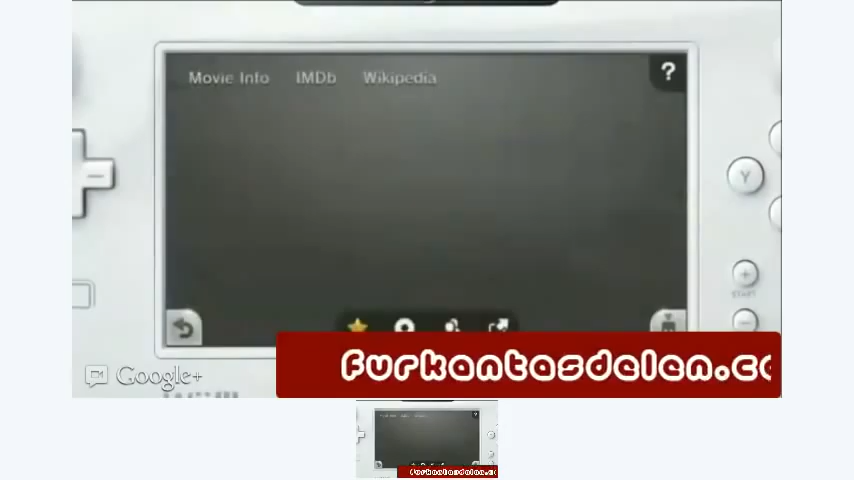 Movie Info IMDb Wikipedia ?
Y
+
START
Google+
furkantasdelen.co